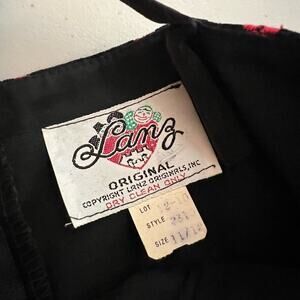 Lanz
ORIGINAL
COPYRIGHT LANZ ORIGINALS, INC
DRY CLEAN ONLY
LOT
STYLE
SIZE 11/12